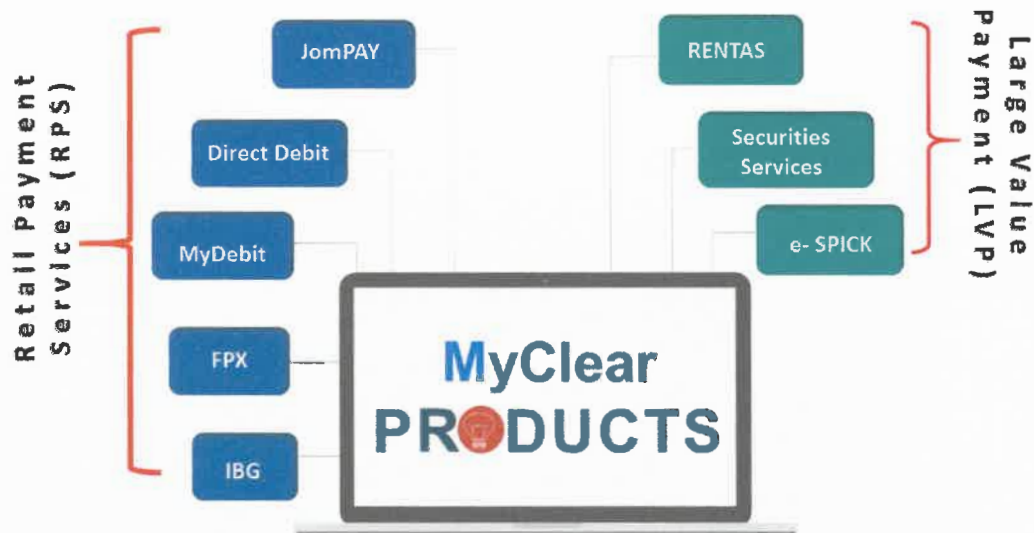 Retail Payment
Services (RPS)
JomPAY
Direct Debit
MyDebit
FPX
IBG
MyClear
PRODUCTS
RENTAS
Securities
Services
e- SPICK
Large Value
Payment (LVP)